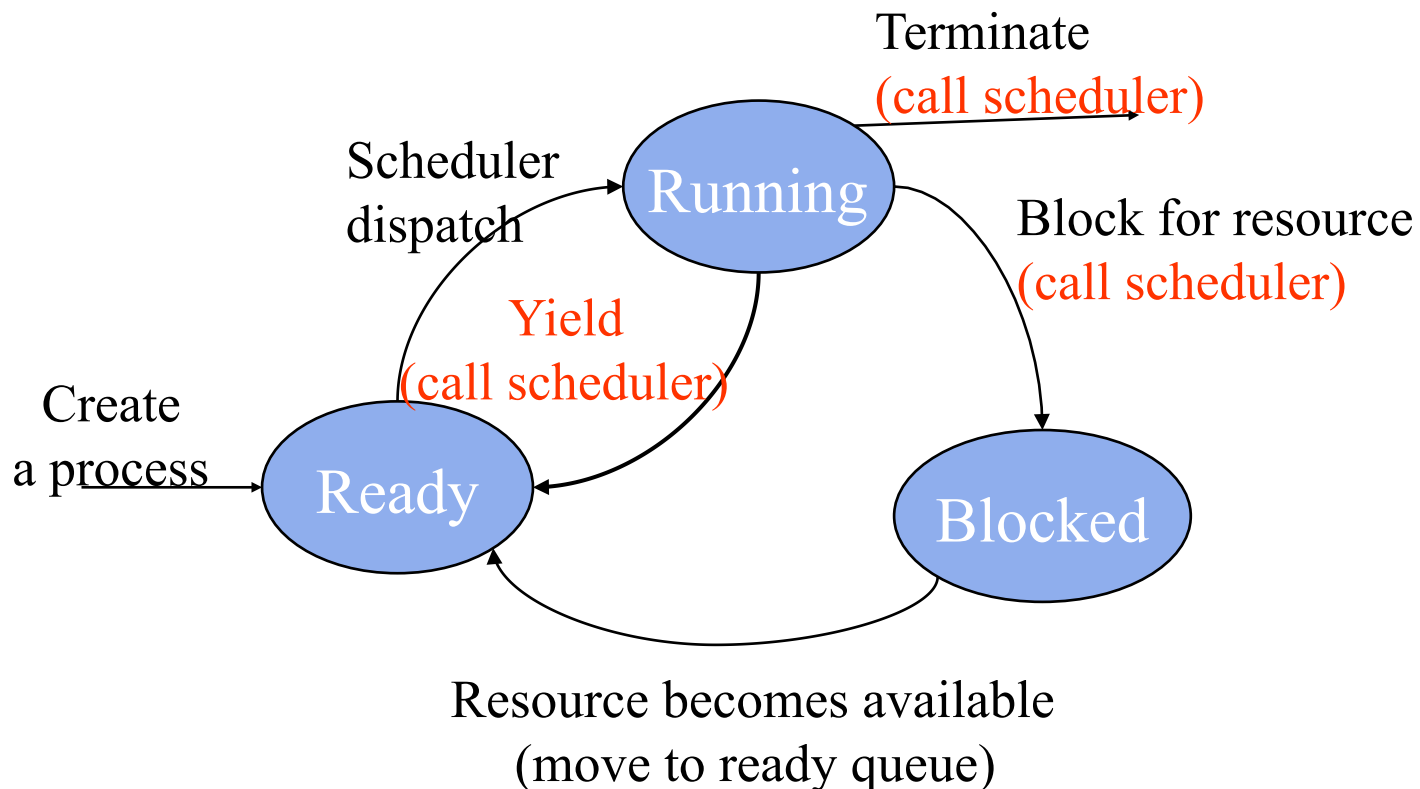 Terminate
(call scheduler)
Scheduler
dispatch
Running
Block for resource
(call scheduler)
Yield
(call scheduler)
Create
a process
Ready
Blocked
Resource becomes available
(move to ready queue)